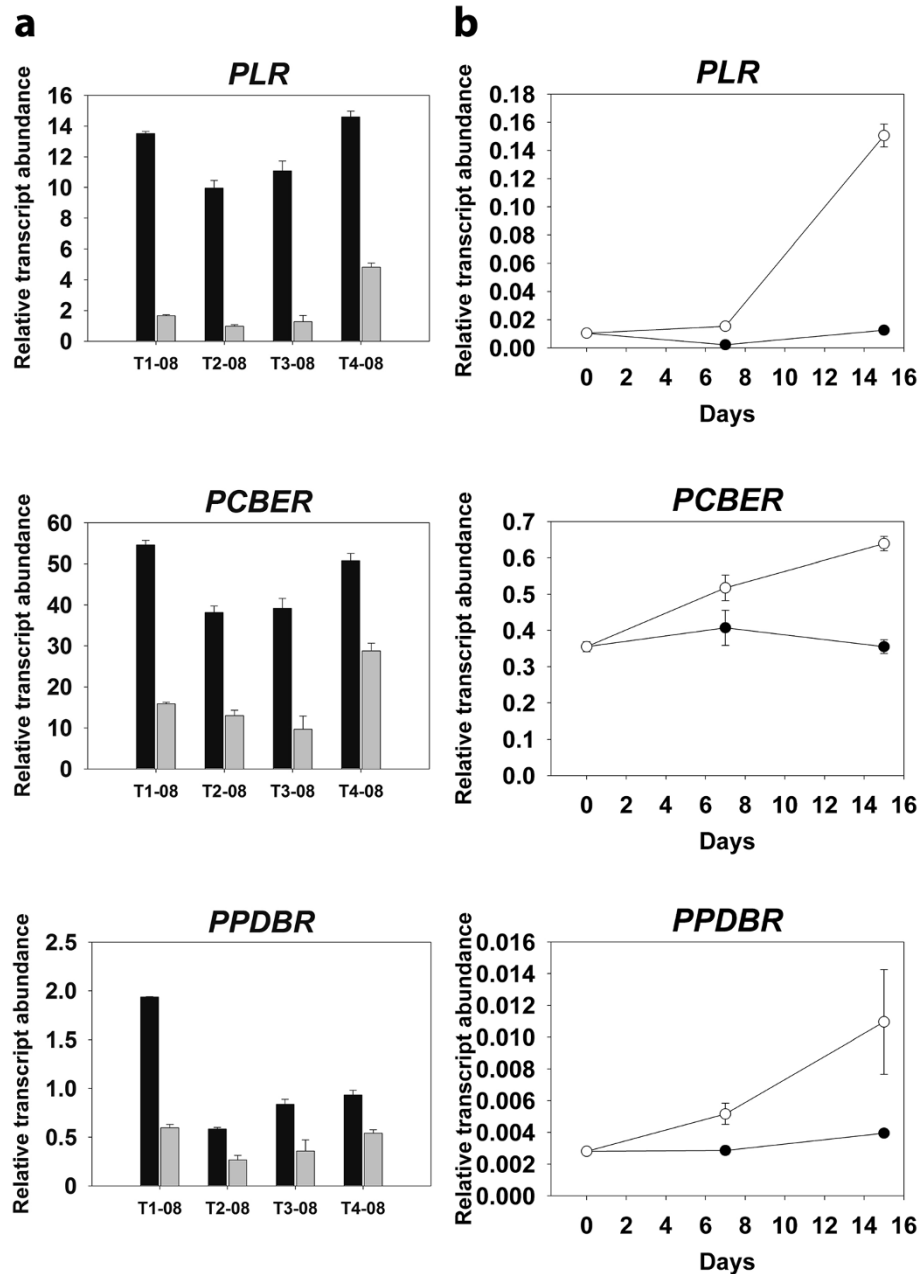 a
PLR
Relative transcript abundance
16
14
12
10
8
6
4
2
0
T1-08 T2-08 T3-08 T4-08
b
PLR
Relative transcript abundance
0.18
0.16
0.14
0.12
0.10
0.08
0.06
0.04
0.02
0.00
0 2 4 6 8 10 12 14 16
Days
PCBER
Relative transcript abundance
60
50
40
30
20
10
0
T1-08 T2-08 T3-08 T4-08
PCBER
Relative transcript abundance
0.7
0.6
0.5
0.4
0.3
0.2
0.1
0.0
0 2 4 6 8 10 12 14 16
Days
PPDBR
Relative transcript abundance
2.5
2.0
1.5
1.0
0.5
0
T1-08 T2-08 T3-08 T4-08
PPDBR
Relative transcript abundance
0.016
0.014
0.012
0.010
0.008
0.006
0.004
0.002
0.000
0 2 4 6 8 10 12 14 16
Days